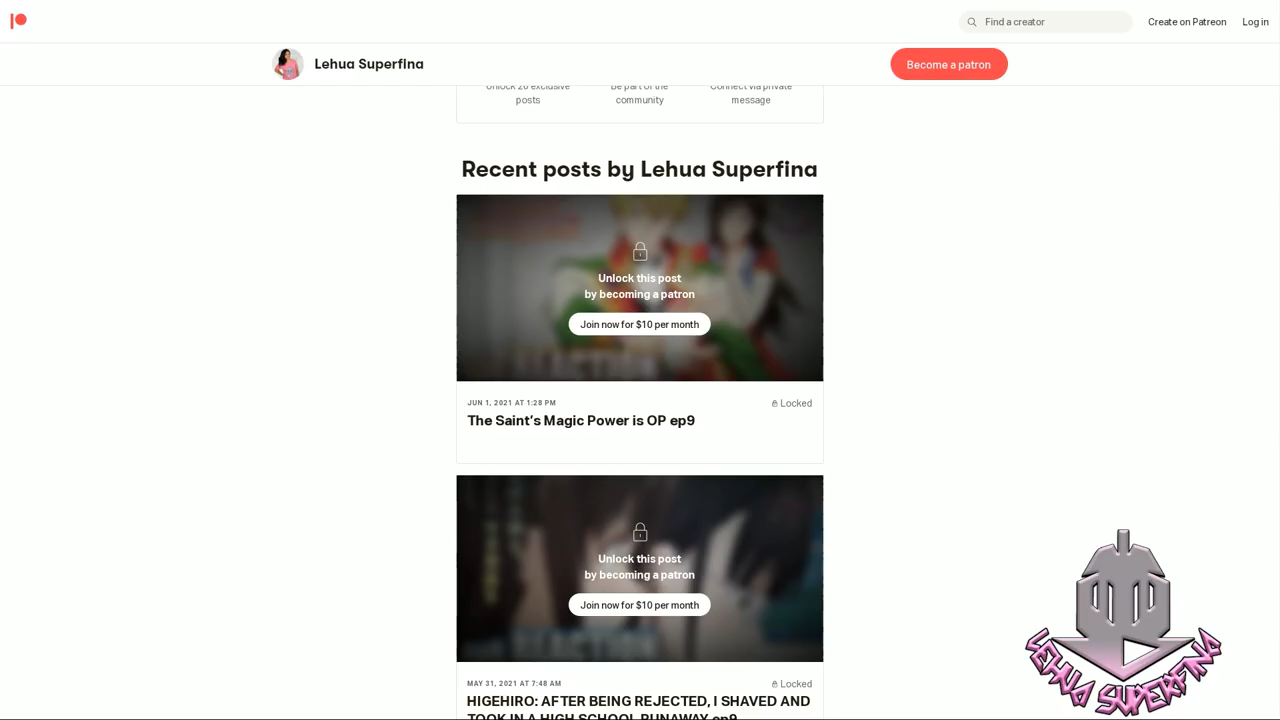 Find a creator
Create on Patreon
Log in
Lehua Superfina
Become a patron
Unlock 26 exclusive
posts
Be part of the
community
Connect via private
message
Recent posts by Lehua Superfina
Unlock this post
by becoming a patron
Join now for $10 per month
REACTION
JUN 1, 2021 AT 1:28 PM
Locked
The Saint's Magic Power is OP ep9
Unlock this post
by becoming a patron
Join now for $10 per month
REACTION
MAY 31, 2021 AT 7:48 AM
Locked
HIGEHIRO: AFTER BEING REJECTED, I SHAVED AND
TOOK IN A HIGH SCHOOL RUNAWAY ep9
LEHUA SUPERFINA